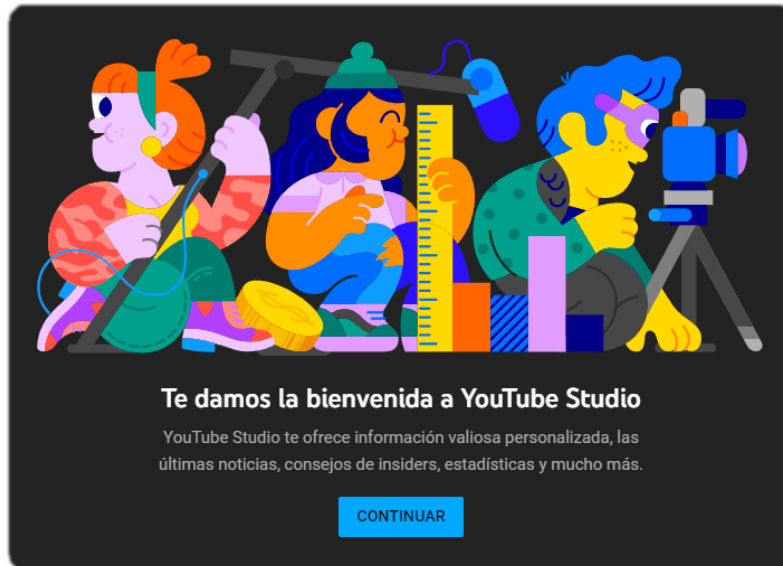 Te damos la bienvenida a YouTube Studio
YouTube Studio te ofrece información valiosa personalizada, las
últimas noticias, consejos de insiders, estadísticas y mucho más.
CONTINUAR